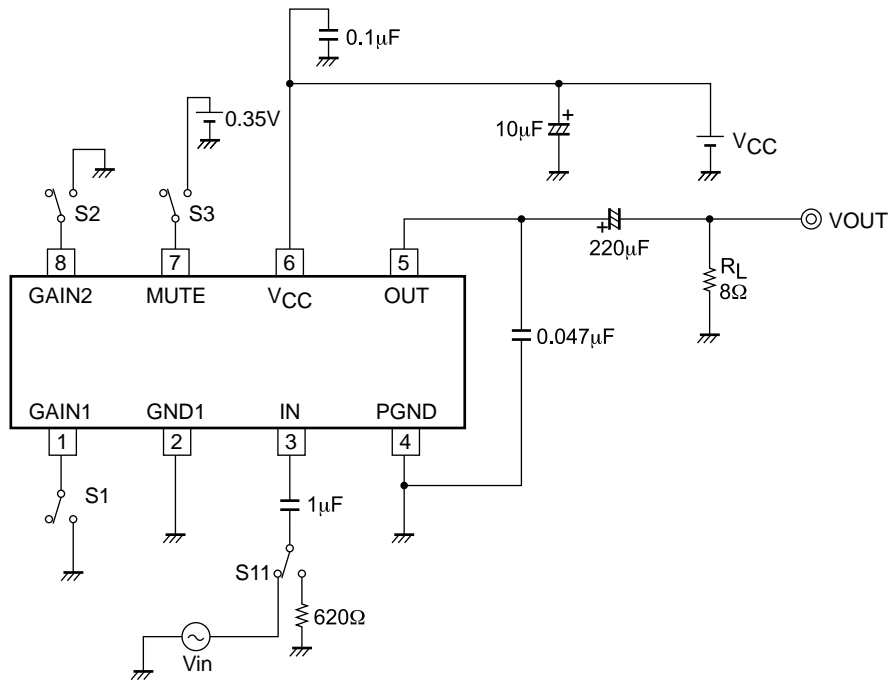 0.1μF
0.35V
10μF
+
VCC
S2
S3
VOUT
+
220μF
8
7
6
5
RL
8Ω
GAIN2
MUTE
VCC
OUT
0.047μF
GAIN1
GND1
IN
PGND
1
2
3
4
S1
1μF
S11
620Ω
Vin